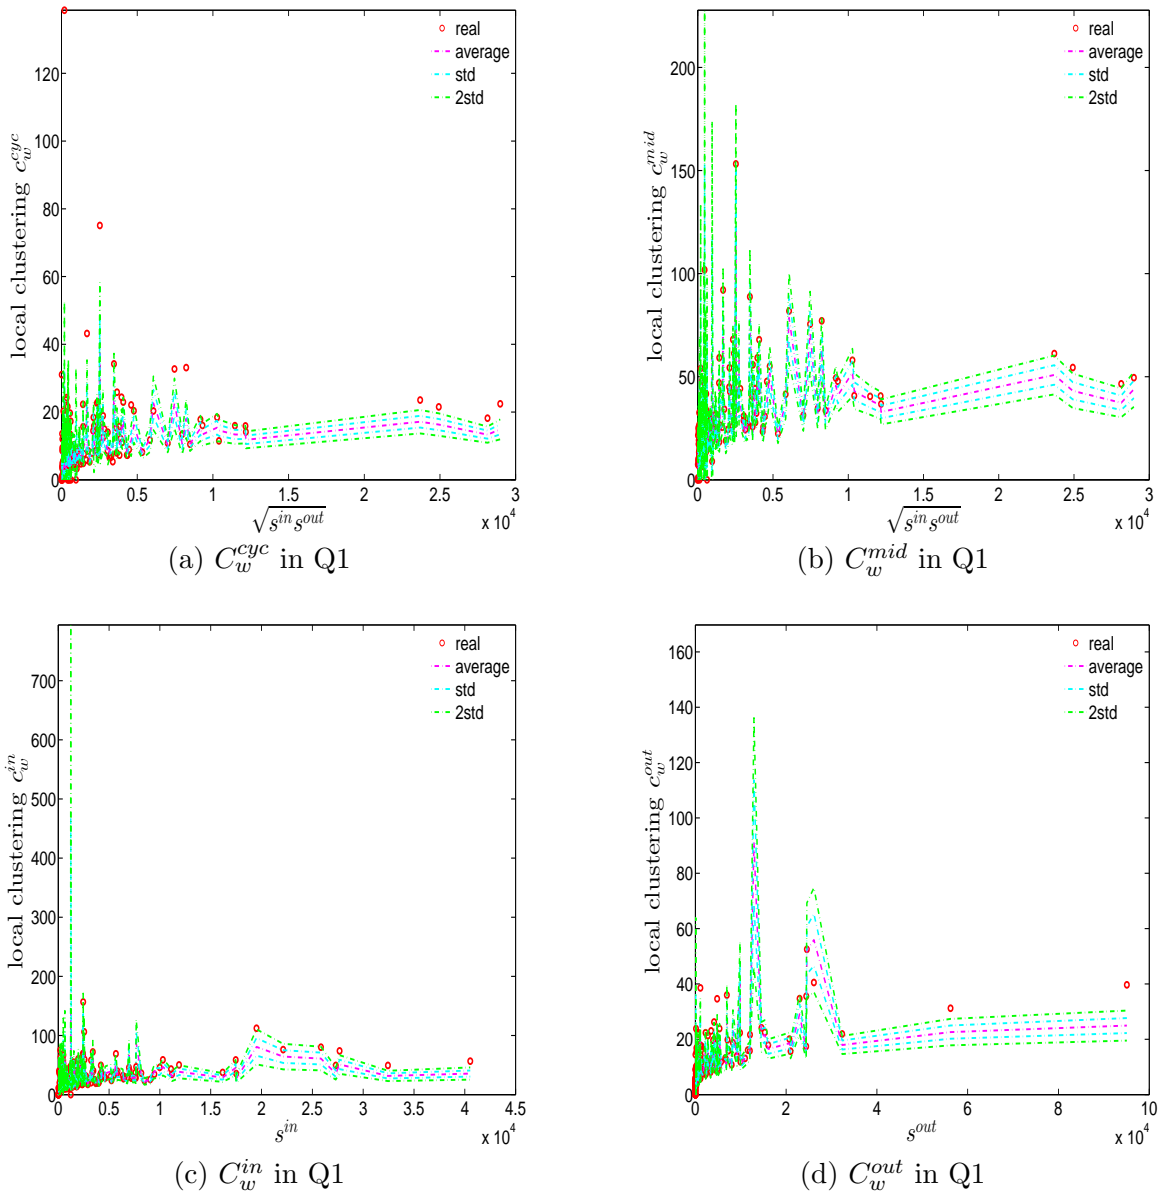 real
average
std
2std
120
100
80
60
40
20
0
local clustering c_w^{cyc}
0 0.5 1 1.5 2 2.5 3
x 10^4
√s^{in}s^{out}
(a) C_w^{cyc} in Q1
real
average
std
2std
200
150
100
50
0
local clustering c_w^{mid}
0 0.5 1 1.5 2 2.5 3
x 10^4
√s^{in}s^{out}
(b) C_w^{mid} in Q1
real
average
std
2std
700
600
500
400
300
200
100
0
local clustering c_w^{in}
0 0.5 1 1.5 2 2.5 3 3.5 4 4.5
x 10^4
s^{in}
(c) C_w^{in} in Q1
real
average
std
2std
160
140
120
100
80
60
40
20
0
local clustering c_w^{out}
0 2 4 6 8 10
x 10^4
s^{out}
(d) C_w^{out} in Q1